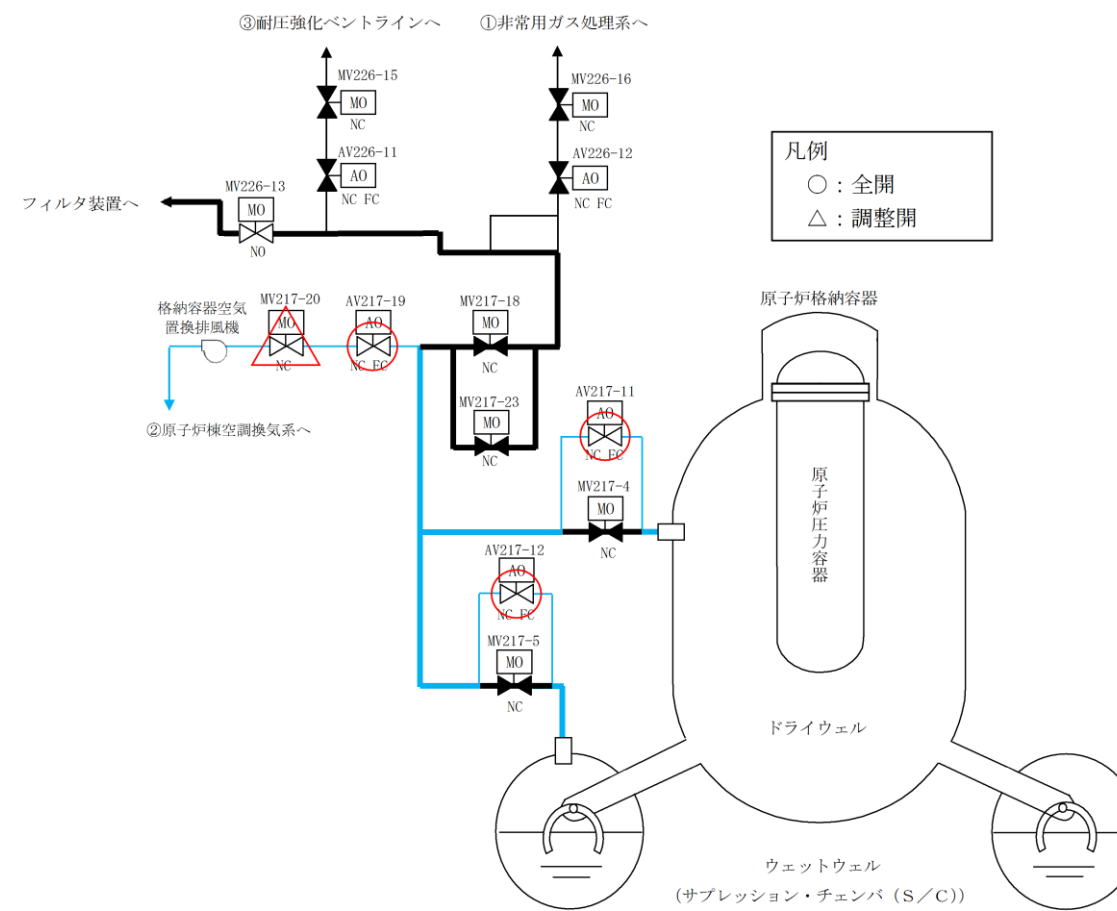 ③耐圧強化ベントラインへ
①非常用ガス処理系へ
MV226-15
MO
NC
MV226-16
MO
NC
AV226-11
AO
NC FC
AV226-12
AO
NC FC
凡例
○：全開
△：調整開
MV226-13
MO
NO
フィルタ装置へ
格納容器空気
置換排風機
MV217-20
MO
NC
AV217-19
AO
NC FC
MV217-18
MO
NC
原子炉格納容器
②原子炉棟空調換気系へ
MV217-23
MO
NC
AV217-11
AO
NC FC
MV217-4
MO
NC
原子炉圧力容器
AV217-12
AO
NC FC
MV217-5
MO
NC
ドライウェル
ウェットウェル
(サプレッション・チェンバ（Ｓ／Ｃ）)